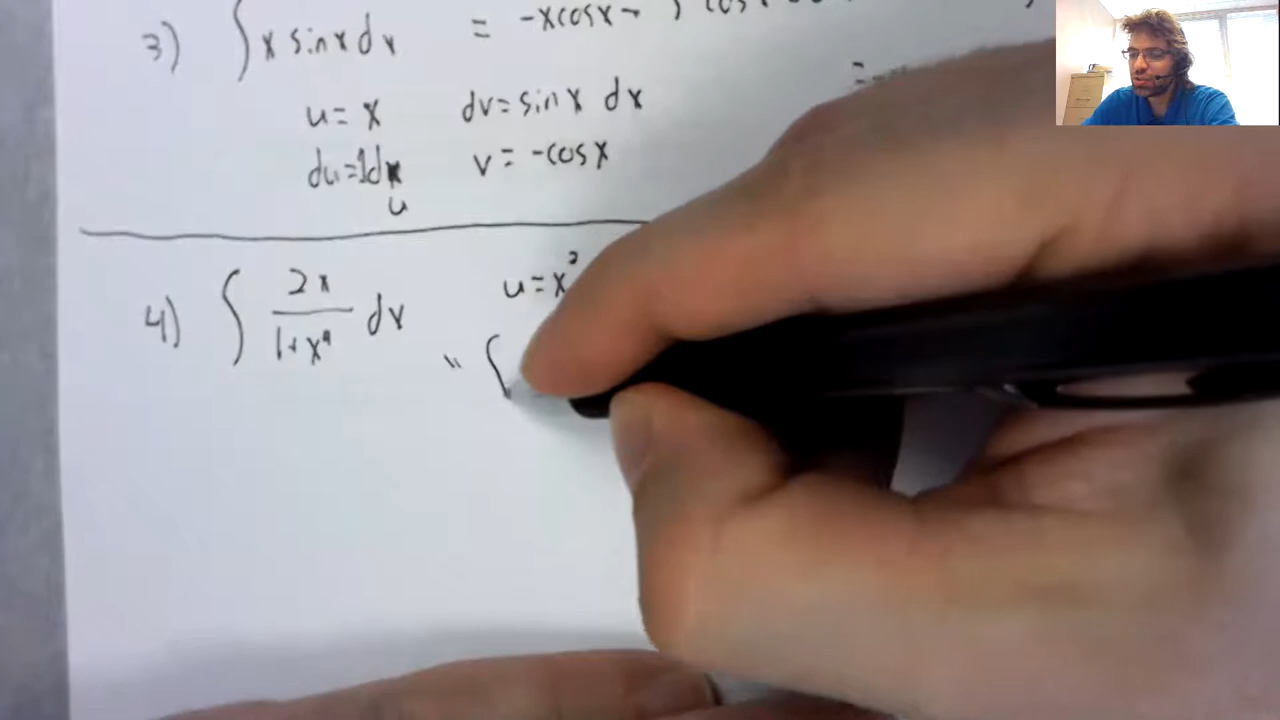 3) ∫ x sin x dx = -x cos x -
u = x dv = sin x dx
du = 1dx v = -cos x
u
4) ∫ 2x / (1 + x⁴) dx u = x²
= ∫